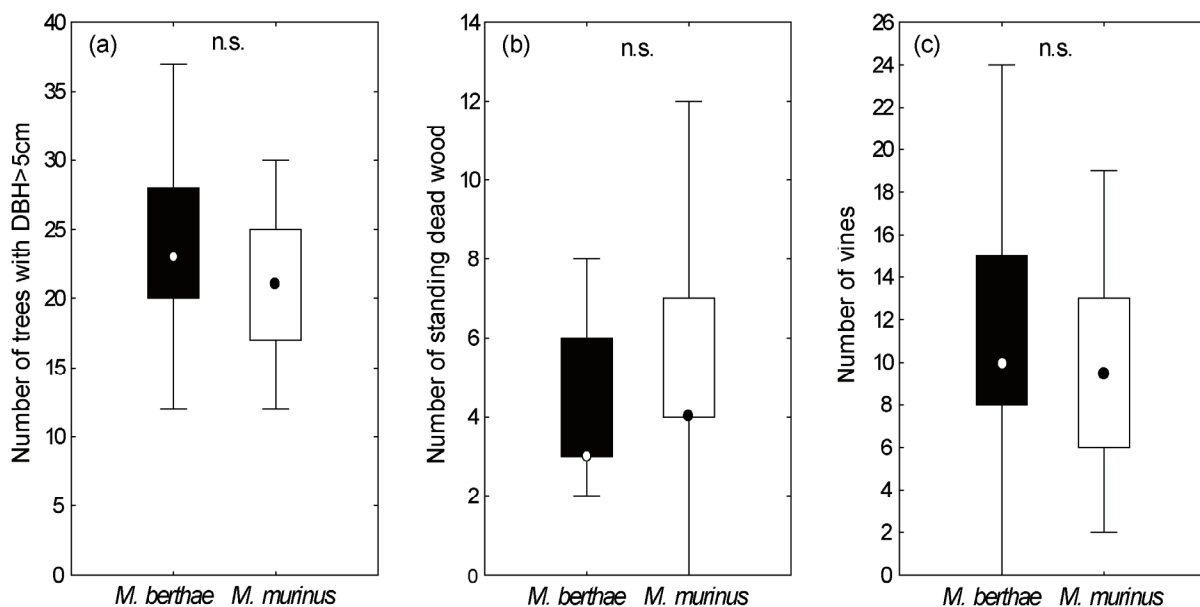 (a)
n.s.
Number of trees with DBH>5cm
40
35
30
25
20
15
10
5
0
M. berthae M. murinus
(b)
n.s.
Number of standing dead wood
14
12
10
8
6
4
2
0
M. berthae M. murinus
(c)
n.s.
Number of vines
26
24
22
20
18
16
14
12
10
8
6
4
2
0
M. berthae M. murinus